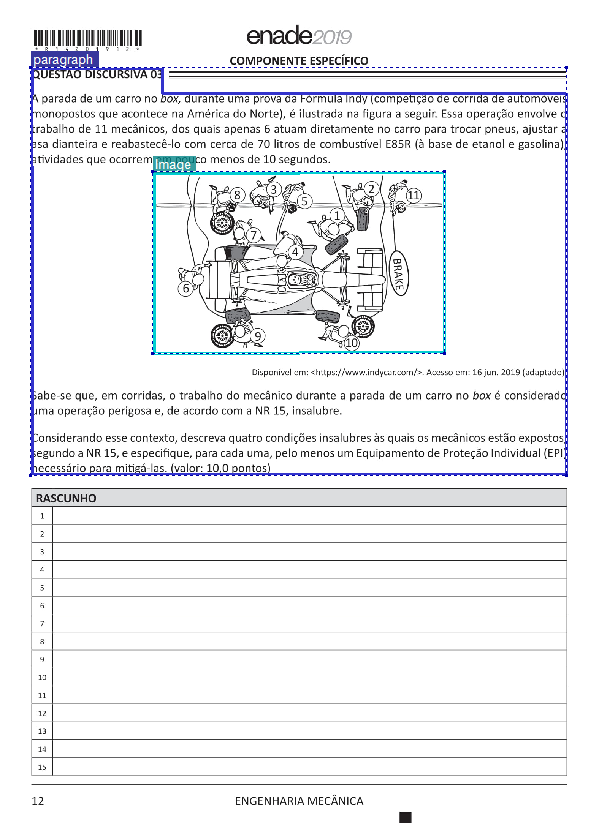 enade2019
*R1420191 2*
COMPONENTE ESPECÍFICO
paragraph
QUESTÃO DISCURSIVA 03
A parada de um carro no box, durante uma prova da Fórmula Indy (competição de corrida de automóveis
monopostos que acontece na América do Norte), é ilustrada na figura a seguir. Essa operação envolve o
trabalho de 11 mecânicos, dos quais apenas 6 atuam diretamente no carro para trocar pneus, ajustar a
asa dianteira e reabastecê-lo com cerca de 70 litros de combustível E85R (à base de etanol e gasolina),
atividades que ocorrem em pouco menos de 10 segundos.
Image
8
3
5
2
11
1
7
4
6
BRAKE
9
10
Disponível em: <https://www.indycar.com/>. Acesso em: 16 jun. 2019 (adaptado).
Sabe-se que, em corridas, o trabalho do mecânico durante a parada de um carro no box é considerado
uma operação perigosa e, de acordo com a NR 15, insalubre.
Considerando esse contexto, descreva quatro condições insalubres às quais os mecânicos estão expostos,
segundo a NR 15, e especifique, para cada uma, pelo menos um Equipamento de Proteção Individual (EPI)
necessário para mitigá-las. (valor: 10,0 pontos)
RASCUNHO
1
2
3
4
5
6
7
8
9
10
11
12
13
14
15
12
ENGENHARIA MECÂNICA